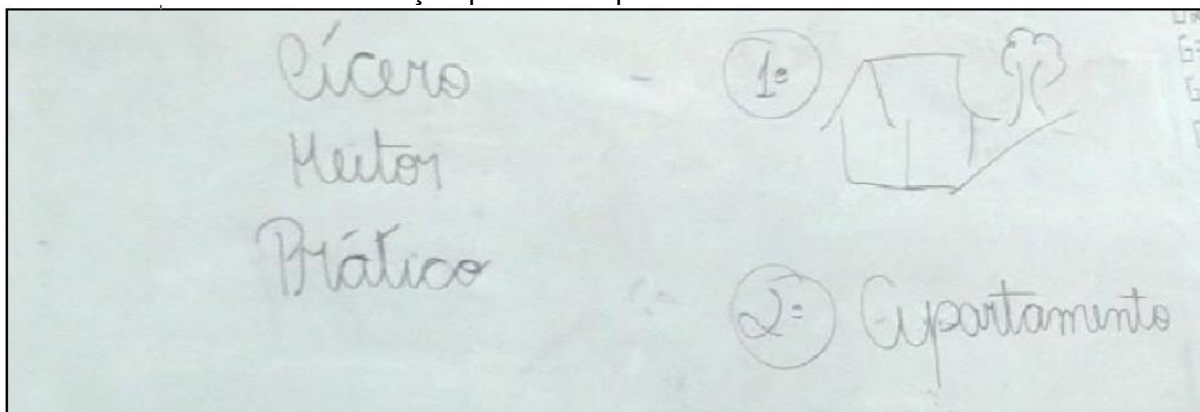 Cícero
Heitor
Prático
1º
2º Apartamento